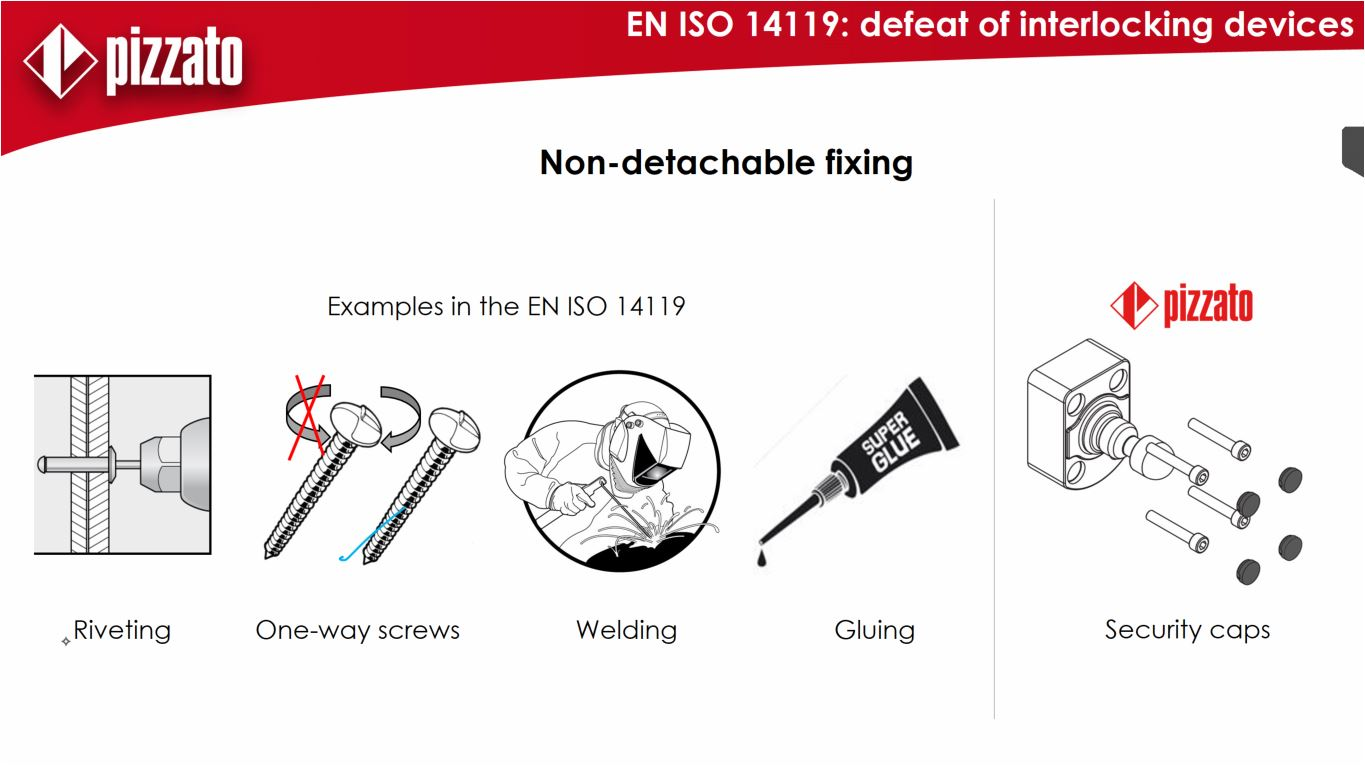 pizzato
EN ISO 14119: defeat of interlocking devices
Non-detachable fixing
Examples in the EN ISO 14119
pizzato
SUPER
GLUE
Riveting
One-way screws
Welding
Gluing
Security caps